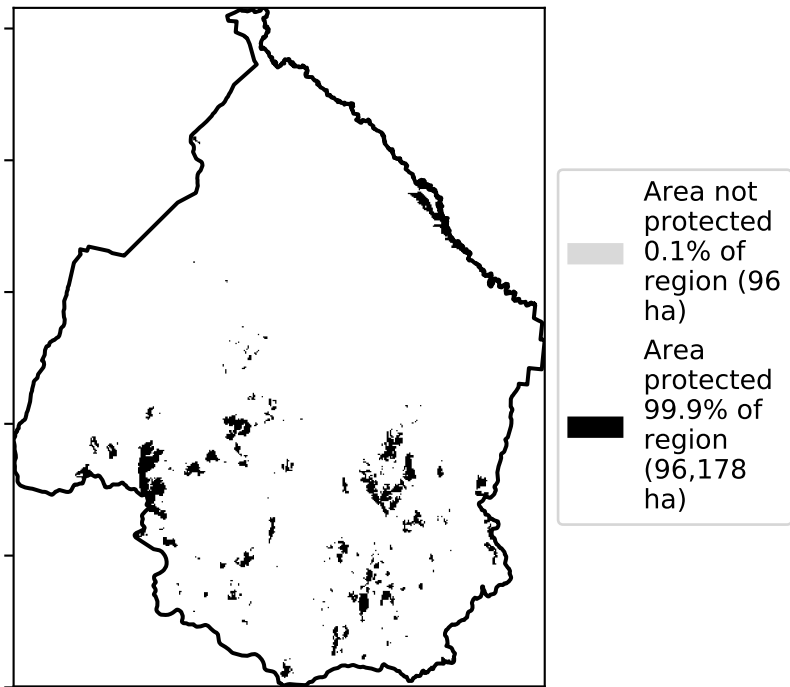 Area not
protected
0.1% of
region (96
ha)
Area
protected
99.9% of
region
(96,178
ha)